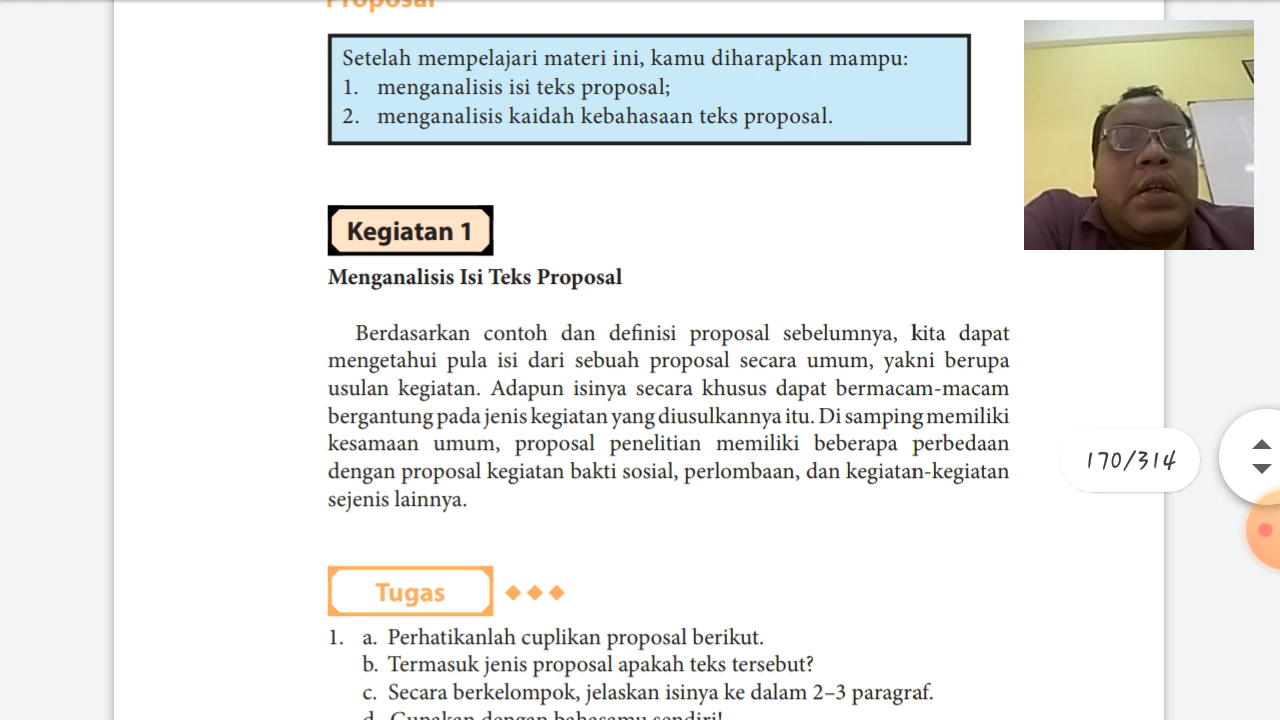 Proposal
Setelah mempelajari materi ini, kamu diharapkan mampu:
1. menganalisis isi teks proposal;
2. menganalisis kaidah kebahasaan teks proposal.
Kegiatan 1
Menganalisis Isi Teks Proposal
Berdasarkan contoh dan definisi proposal sebelumnya, kita dapat
mengetahui pula isi dari sebuah proposal secara umum, yakni berupa
usulan kegiatan. Adapun isinya secara khusus dapat bermacam-macam
bergantung pada jenis kegiatan yang diusulkannya itu. Di samping memiliki
kesamaan umum, proposal penelitian memiliki beberapa perbedaan
dengan proposal kegiatan bakti sosial, perlombaan, dan kegiatan-kegiatan
sejenis lainnya.
170/314
Tugas
1. a. Perhatikanlah cuplikan proposal berikut.
b. Termasuk jenis proposal apakah teks tersebut?
c. Secara berkelompok, jelaskan isinya ke dalam 2–3 paragraf.
d. Gunakan dengan bahasamu sendiri!